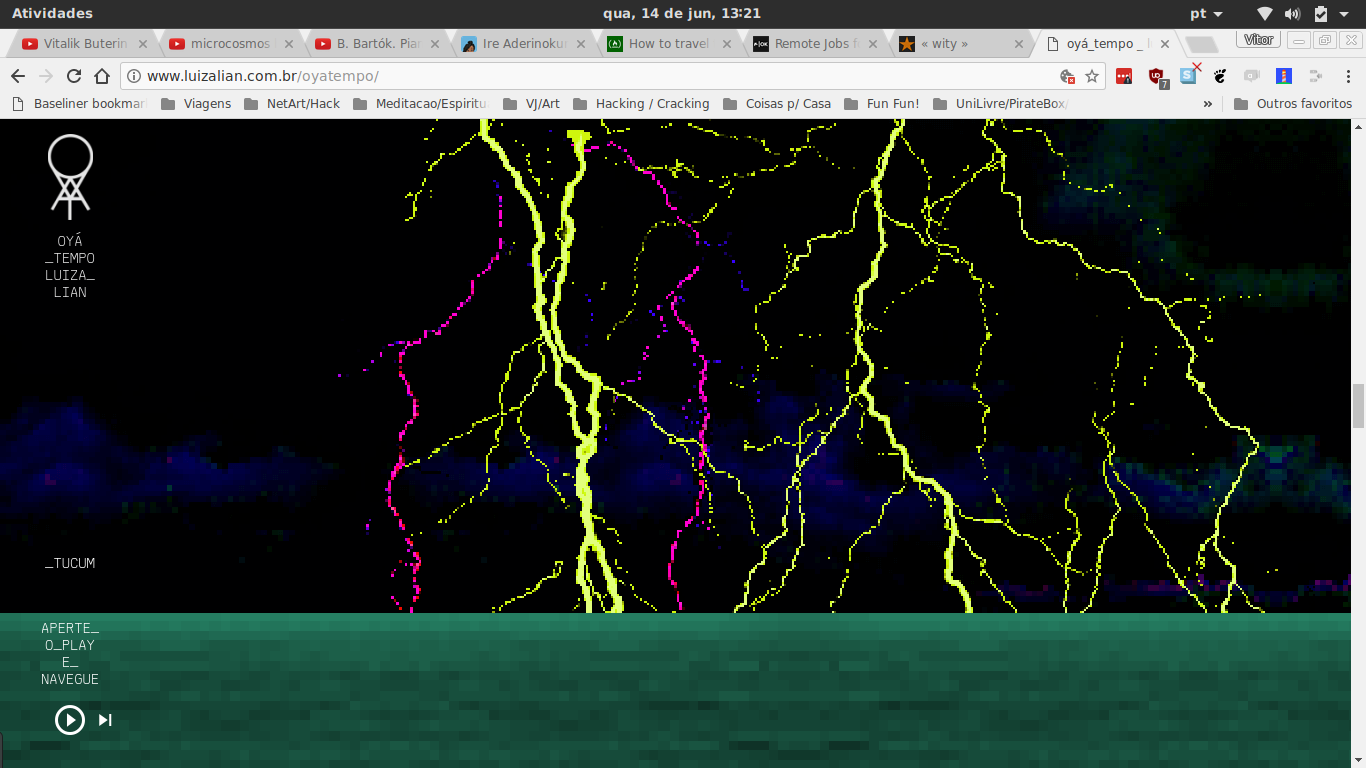 Atividades
qua, 14 de jun, 13:21
pt
Vitalik Buterin
microcosmos
B. Bartók. Pia
Ire Aderinoku
How to travel
Remote Jobs f
« wity »
oyá_tempo _ l
Vitor
www.luizalian.com.br/oyatempo/
7
Baseliner bookmar
Viagens
NetArt/Hack
Meditacao/Espiritu
VJ/Art
Hacking / Cracking
Coisas p/ Casa
Fun Fun!
UniLivre/PirateBox/
»
Outros favoritos
OYÁ
_TEMPO
LUIZA_
LIAN
_TUCUM
APERTE_
O_PLAY
E_
NAVEGUE